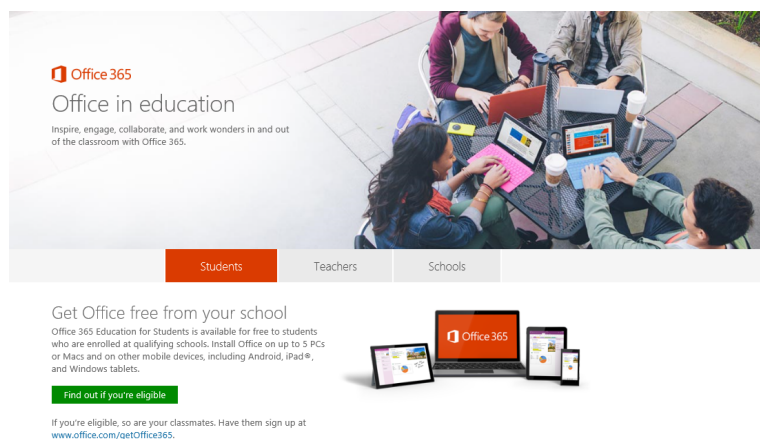 Office 365
Office in education
Inspire, engage, collaborate, and work wonders in and out
of the classroom with Office 365.
Students
Teachers
Schools
Get Office free from your school
Office 365 Education for Students is available for free to students
who are enrolled at qualifying schools. Install Office on up to 5 PCs
or Macs and on other mobile devices, including Android, iPad®,
and Windows tablets.
Office 365
Find out if you're eligible
If you're eligible, so are your classmates. Have them sign up at
www.office.com/getOffice365.